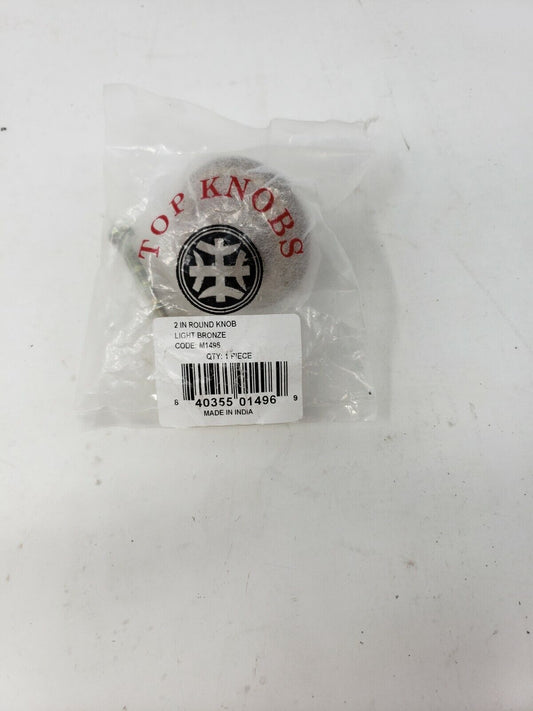 TOP KNOBS
2 IN ROUND KNOB
LIGHT BRONZE
CODE: M1496
QTY: 1 PIECE
8 40355 01496 9
MADE IN INDIA